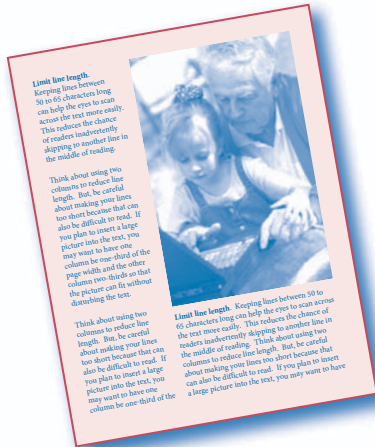 Limit line length.
Keeping lines between
50 to 65 characters long
can help the eyes to scan
across the text more easily.
This reduces the chance
of readers inadvertently
skipping to another line in
the middle of reading.
Think about using two
columns to reduce line
length. But, be careful
about making your lines
too short because that can
also be difficult to read. If
you plan to insert a large
picture into the text, you
may want to have one
column be one-third of the
page width and the other
column two-thirds so that
the picture can fit without
disturbing the text.
Think about using two
columns to reduce line
length. But, be careful
about making your lines
too short because that can
also be difficult to read. If
you plan to insert a large
picture into the text, you
may want to have one
column be one-third of the
Limit line length. Keeping lines between 50 to
65 characters long can help the eyes to scan across
the text more easily. This reduces the chance of
readers inadvertently skipping to another line in
the middle of reading. Think about using two
columns to reduce line length. But, be careful
about making your lines too short because that
can also be difficult to read. If you plan to insert
a large picture into the text, you may want to have